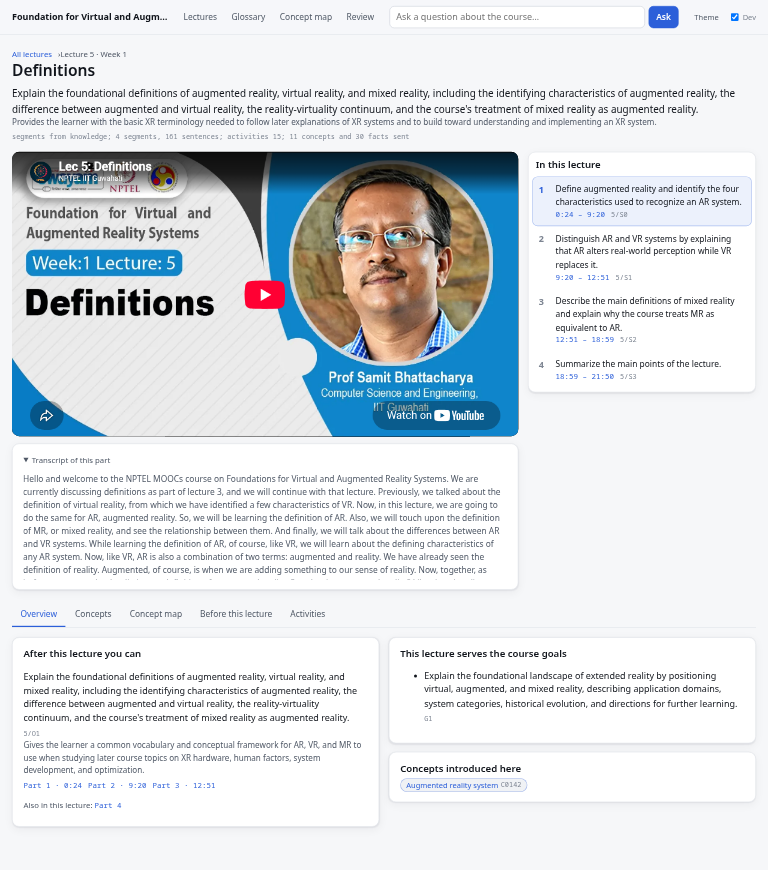 Foundation for Virtual and Augm... Lectures Glossary Concept map Review Ask a question about the course... Ask Theme Dev
All lectures ›Lecture 5 · Week 1
Definitions
Explain the foundational definitions of augmented reality, virtual reality, and mixed reality, including the identifying characteristics of augmented reality, the
difference between augmented and virtual reality, the reality-virtuality continuum, and the course's treatment of mixed reality as augmented reality.
Provides the learner with the basic XR terminology needed to follow later explanations of XR systems and to build toward understanding and implementing an XR system.
segments from knowledge; 4 segments, 161 sentences; activities 15; 11 concepts and 30 facts sent
Lec 5: Definitions
NPTEL IIT Guwahati
NPTEL
Foundation for Virtual and
Augmented Reality Systems
Week:1 Lecture: 5
Definitions
Prof Samit Bhattacharya
Computer Science and Engineering,
IIT Guwahati
Watch on YouTube
In this lecture
1 Define augmented reality and identify the four
characteristics used to recognize an AR system.
0:24 – 9:20 5/S0
2 Distinguish AR and VR systems by explaining
that AR alters real-world perception while VR
replaces it.
9:20 – 12:51 5/S1
3 Describe the main definitions of mixed reality
and explain why the course treats MR as
equivalent to AR.
12:51 – 18:59 5/S2
4 Summarize the main points of the lecture.
18:59 – 21:50 5/S3
▼ Transcript of this part
Hello and welcome to the NPTEL MOOCs course on Foundations for Virtual and Augmented Reality Systems. We are
currently discussing definitions as part of lecture 3, and we will continue with that lecture. Previously, we talked about the
definition of virtual reality, from which we have identified a few characteristics of VR. Now, in this lecture, we are going to
do the same for AR, augmented reality. So, we will be learning the definition of AR. Also, we will touch upon the definition
of MR, or mixed reality, and see the relationship between them. And finally, we will talk about the differences between AR
and VR systems. While learning the definition of AR, of course, like VR, we will learn about the defining characteristics of
any AR system. Now, like VR, AR is also a combination of two terms: augmented and reality. We have already seen the
definition of reality. Augmented, of course, is when we are adding something to our sense of reality. Now, together, as
Overview Concepts Concept map Before this lecture Activities
After this lecture you can
Explain the foundational definitions of augmented reality, virtual reality, and
mixed reality, including the identifying characteristics of augmented reality, the
difference between augmented and virtual reality, the reality-virtuality
continuum, and the course's treatment of mixed reality as augmented reality.
5/O1
Gives the learner a common vocabulary and conceptual framework for AR, VR, and MR to
use when studying later course topics on XR hardware, human factors, system
development, and optimization.
Part 1 · 0:24 Part 2 · 9:20 Part 3 · 12:51
Also in this lecture: Part 4
This lecture serves the course goals
• Explain the foundational landscape of extended reality by positioning
virtual, augmented, and mixed reality, describing application domains,
system categories, historical evolution, and directions for further learning.
G1
Concepts introduced here
Augmented reality system C0142